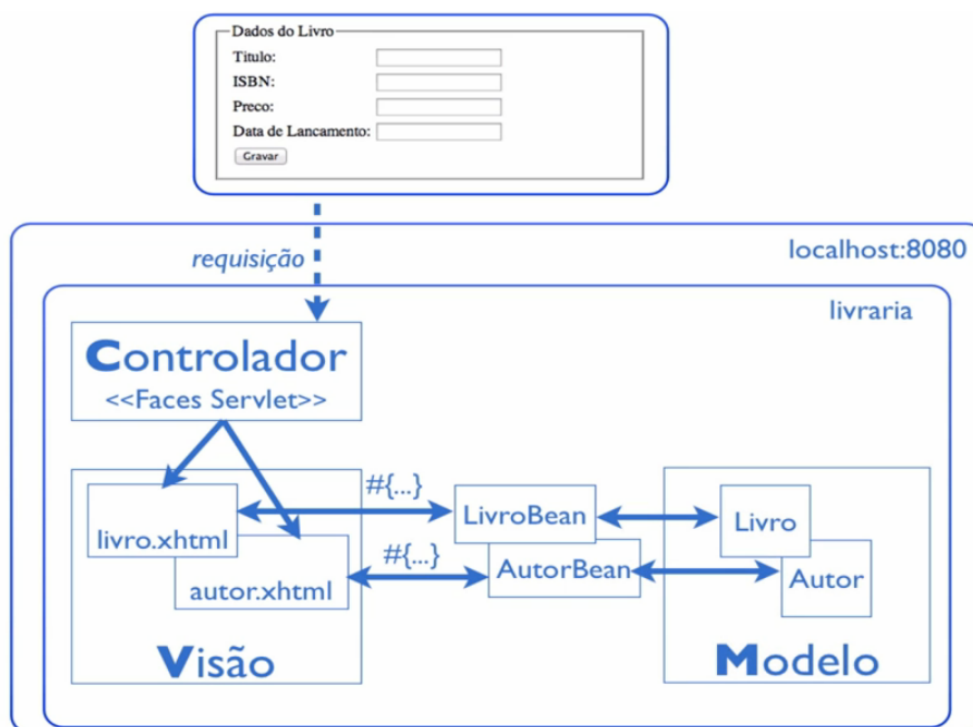 Dados do Livro
Titulo:
ISBN:
Preco:
Data de Lancamento:
Gravar
requisição
localhost:8080
livraria
Controlador
<<Faces Servlet>>
#{...}
livro.xhtml
LivroBean
Livro
#{...}
autor.xhtml
AutorBean
Autor
Visão
Modelo